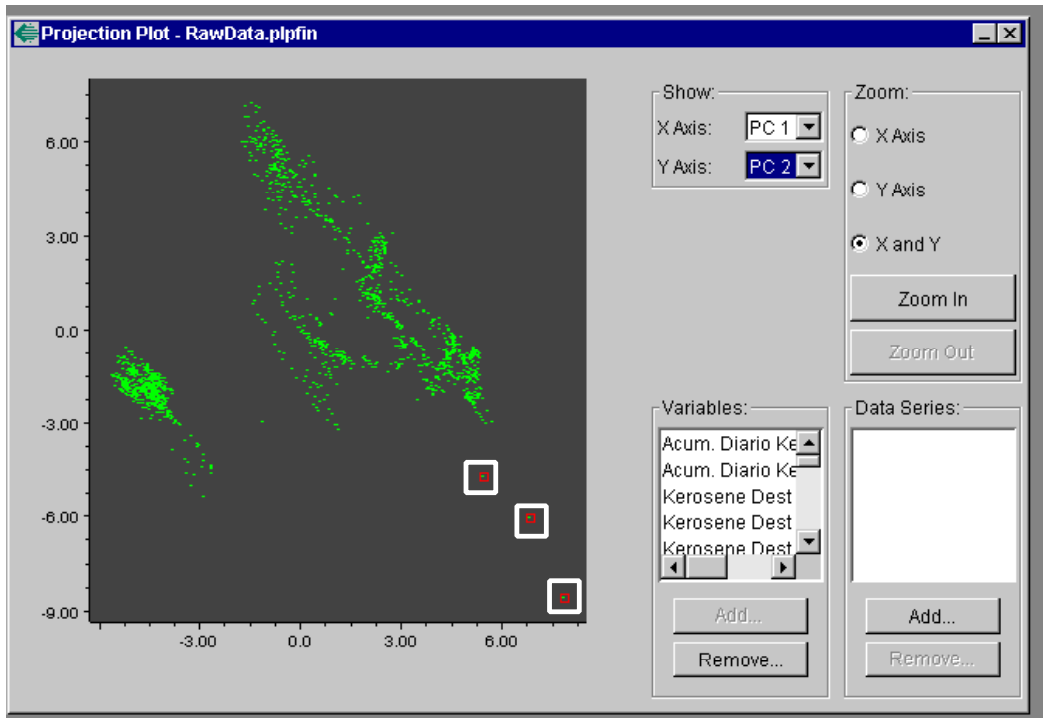 Projection Plot - RawData.plpfin
6.00
3.00
0.0
-3.00
-6.00
-9.00
-3.00
0.0
3.00
6.00
Show:
X Axis:
PC 1
Y Axis:
PC 2
Zoom:
X Axis
Y Axis
X and Y
Zoom In
Zoom Out
Variables:
Acum. Diario Ke
Acum. Diario Ke
Kerosene Dest
Kerosene Dest
Kerosene Dest
Add...
Remove...
Data Series:
Add...
Remove...